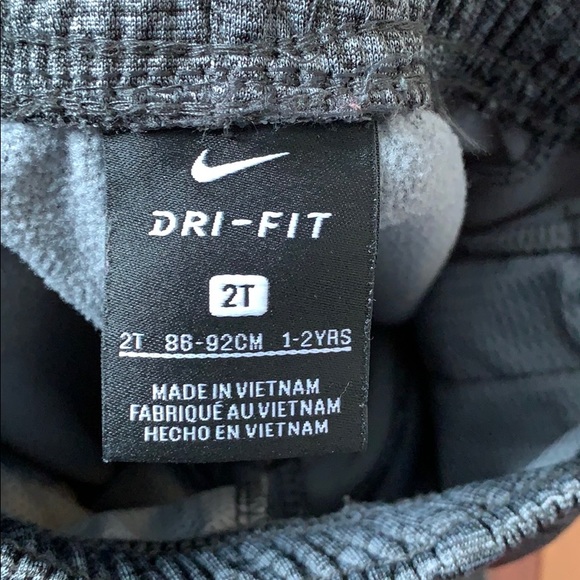 DRI-FIT
2T
2T 86-92CM 1-2YRS
MADE IN VIETNAM
FABRIQUÉ AU VIETNAM
HECHO EN VIETNAM